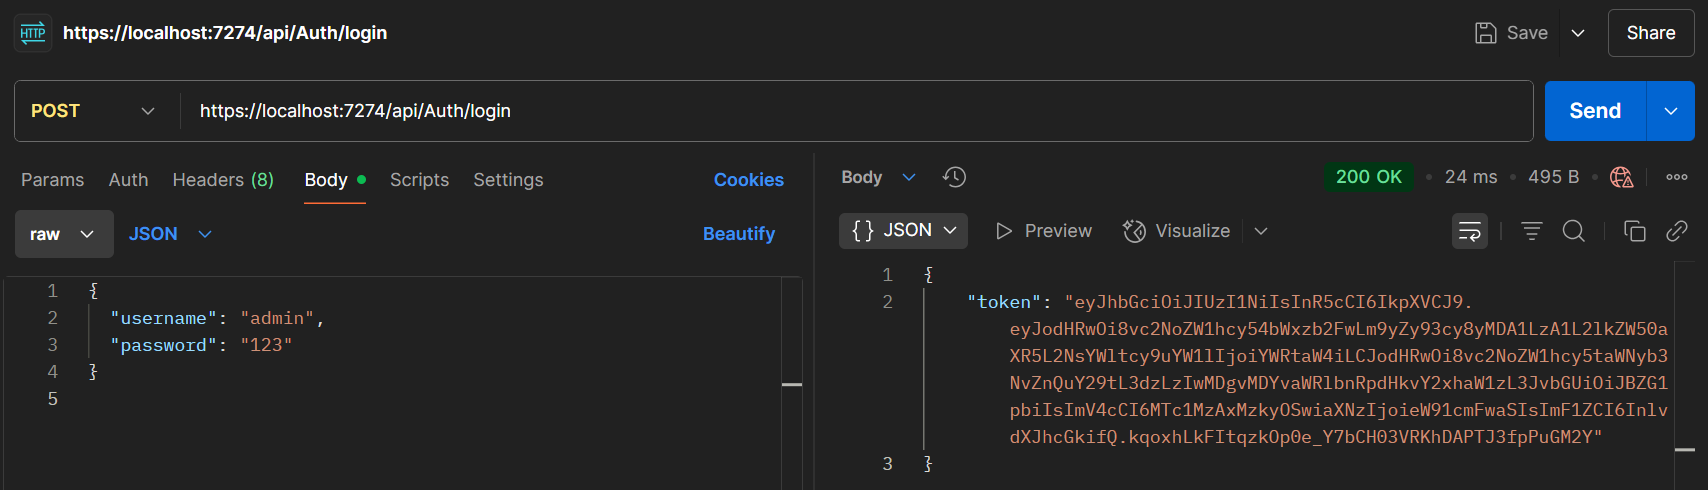 HTTP https://localhost:7274/api/Auth/login Save Share
POST https://localhost:7274/api/Auth/login Send
Params Auth Headers (8) Body Scripts Settings Cookies
raw JSON Beautify
1 {
2 "username": "admin",
3 "password": "123"
4 }
5
Body 200 OK • 24 ms • 495 B •
{} JSON Preview Visualize
1 {
2 "token": "eyJhbGciOiJIUzI1NiIsInR5cCI6IkpXVCJ9.
eyJodHRwOi8vc2NoZW1hcy54bWxzb2FwLm9yZy93cy8yMDA1LzA1L2lkZW50a
XR5L2NsYWltcy9uYW1lIjoiYWRtaW4iLCJodHRwOi8vc2NoZW1hcy5taWNyb3
NvZnQuY29tL3dzLzIwMDgvMDYvaWRlbnRpdHkvY2xhaW1zL3JvbGUiOiJBZG1
pbiIsImV4cCI6MTc1MzAxMzkyOSwiaXNzIjoieW91cmFwaSIsImF1ZCI6Inlv
dXJhcGkifQ.kqoxhLkFItqzkOp0e_Y7bCH03VRKhDAPTJ3fpPuGM2Y"
3 }